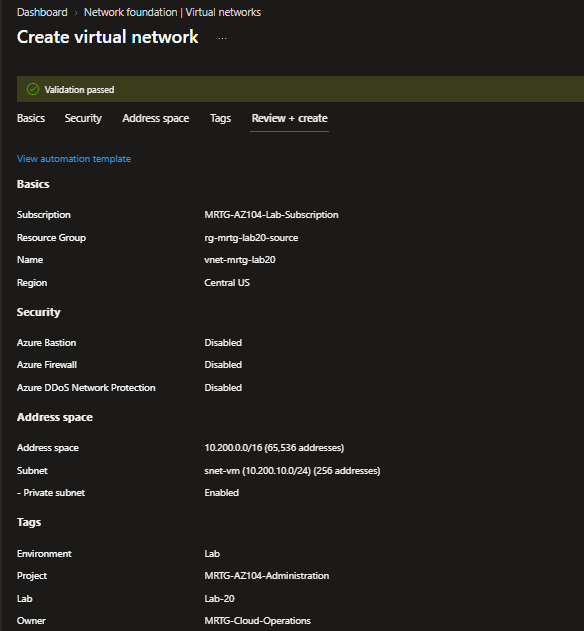 Dashboard > Network foundation | Virtual networks
Create virtual network ...
Validation passed
Basics Security Address space Tags Review + create
View automation template
Basics
Subscription MRTG-AZ104-Lab-Subscription
Resource Group rg-mrtg-lab20-source
Name vnet-mrtg-lab20
Region Central US
Security
Azure Bastion Disabled
Azure Firewall Disabled
Azure DDoS Network Protection Disabled
Address space
Address space 10.200.0.0/16 (65,536 addresses)
Subnet snet-vm (10.200.10.0/24) (256 addresses)
- Private subnet Enabled
Tags
Environment Lab
Project MRTG-AZ104-Administration
Lab Lab-20
Owner MRTG-Cloud-Operations